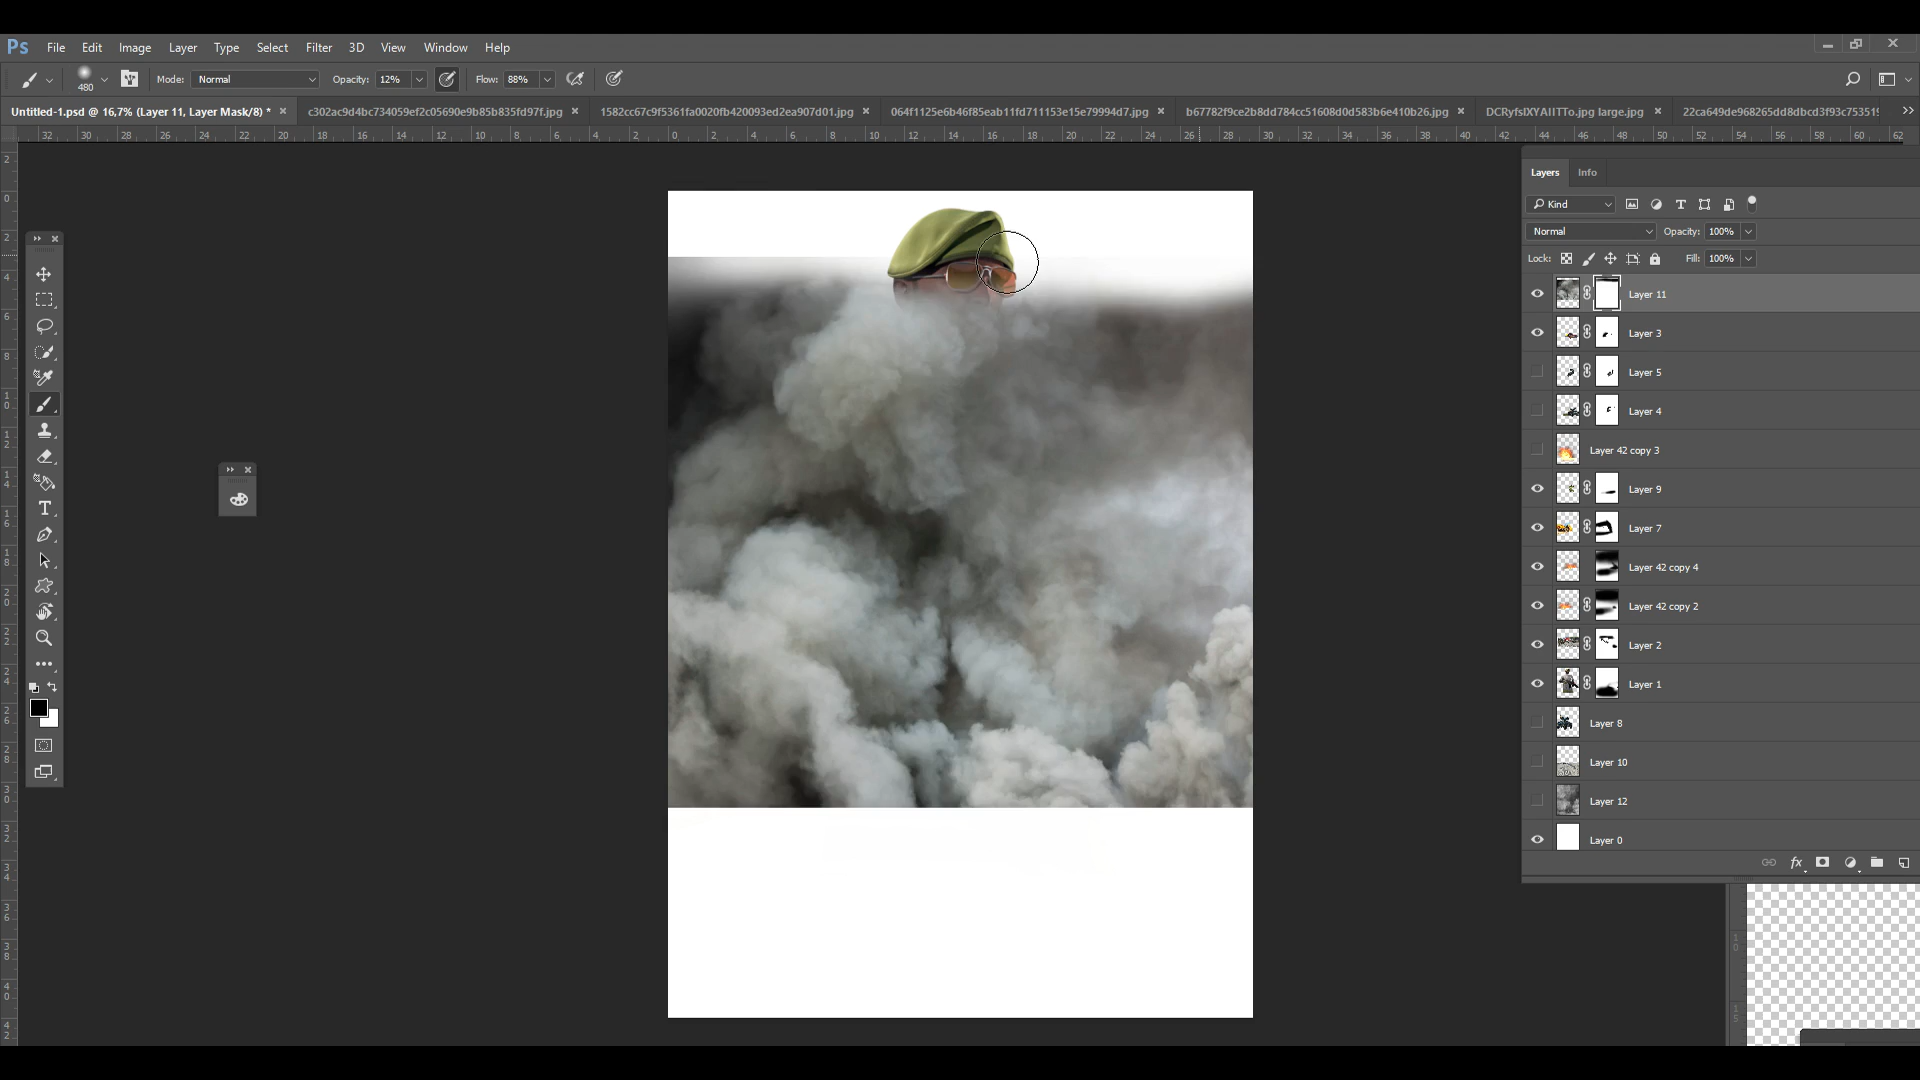 Ps File Edit Image Layer Type Select Filter 3D View Window Help
480 Mode: Normal Opacity: 12% Flow: 88%
Untitled-1.psd @ 16,7% (Layer 11, Layer Mask/8) * c302ac9d4bc734059ef2c05690e9b85b835fd97f.jpg 1582cc67c9f5361fa0020fb420093ed2ea907d01.jpg 064f1125e6b46f85eab11fd711153e15e79994d7.jpg b67782f9ce2b8dd784cc51608d0d583b6e410b26.jpg DCRyfsIXYAIITTo.jpg large.jpg
32 30 28 26 24 22 20 18 16 14 12 10 8 6 4 2 0 2 4 6 8 10 12 14 16 18 20 22 24 26 28 30 32 34 36 38 40 42 44 46 48 50 52 54 56 58 60 62
Layers Info
Kind
Normal Opacity: 100%
Lock: Fill: 100%
Layer 11
Layer 3
Layer 5
Layer 4
Layer 42 copy 3
Layer 9
Layer 7
Layer 42 copy 4
Layer 42 copy 2
Layer 2
Layer 1
Layer 8
Layer 10
Layer 12
Layer 0
fx